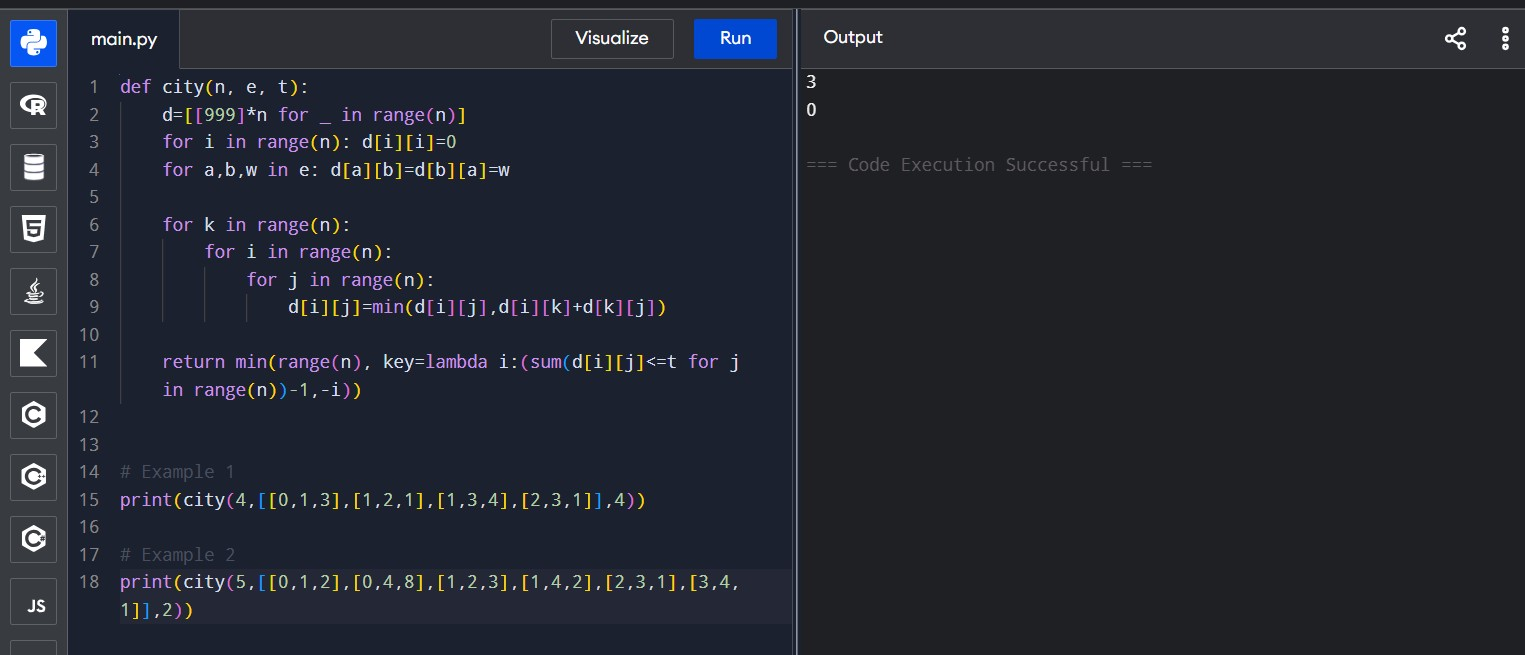 main.py
Visualize
Run
Output
1 def city(n, e, t):
2     d=[[999]*n for _ in range(n)]
3     for i in range(n): d[i][i]=0
4     for a,b,w in e: d[a][b]=d[b][a]=w
5
6     for k in range(n):
7         for i in range(n):
8             for j in range(n):
9                 d[i][j]=min(d[i][j],d[i][k]+d[k][j])
10
11     return min(range(n), key=lambda i:(sum(d[i][j]<=t for j
    in range(n))-1,-i))
12
13
14 # Example 1
15 print(city(4,[[0,1,3],[1,2,1],[1,3,4],[2,3,1]],4))
16
17 # Example 2
18 print(city(5,[[0,1,2],[0,4,8],[1,2,3],[1,4,2],[2,3,1],[3,4,
1]],2))
3
0
=== Code Execution Successful ===
R
5
C
C++
C#
JS